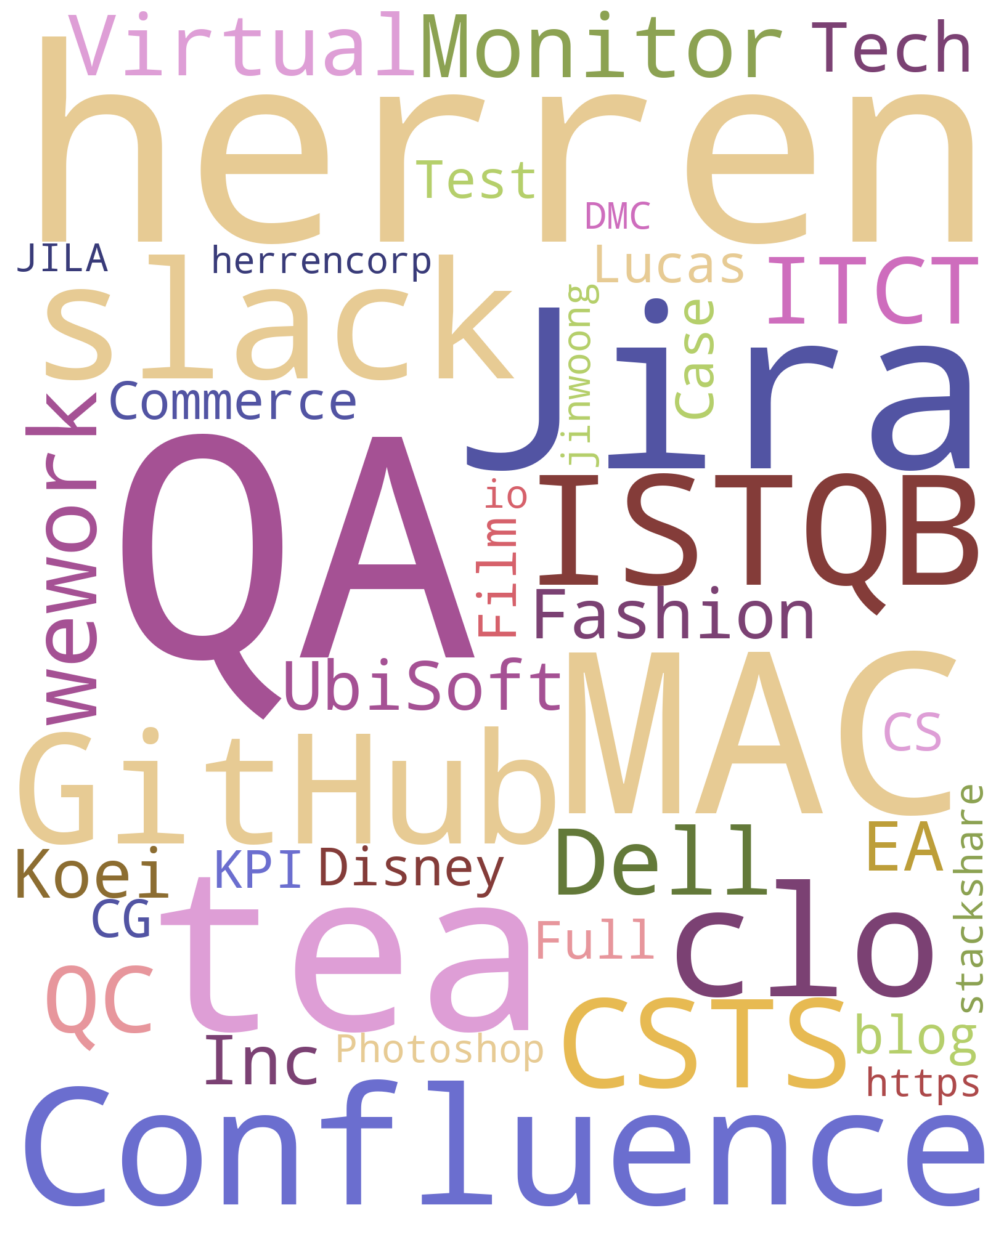 Virtual
Monitor
Tech
herren
Test
DMC
JILA
herrencorp
Lucas
ITCT
slack
jinwoong
Case
Jira
Commerce
wework
QA
io
ISTQB
Film
Fashion
UbiSoft
MAC
CS
GitHub
stackshare
EA
Dell
Koei
KPI
Disney
CG
tea
clo
Full
QC
CSTS
blog
Inc
Photoshop
https
Confluence